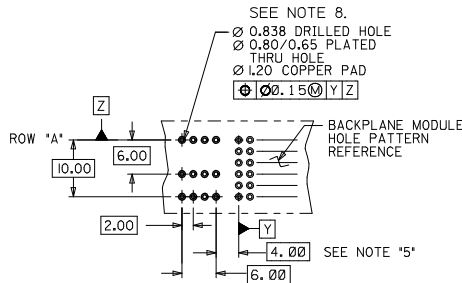 SEE NOTE 8.
Ø 0.838 DRILLED HOLE
Ø 0.80/0.65 PLATED
THRU HOLE
Ø 1.20 COPPER PAD
⌖ Ø0.15Ⓜ Y Z
Z
ROW "A"
6.00
10.00
BACKPLANE MODULE
HOLE PATTERN
REFERENCE
2.00
Y
4.00 SEE NOTE "5"
6.00